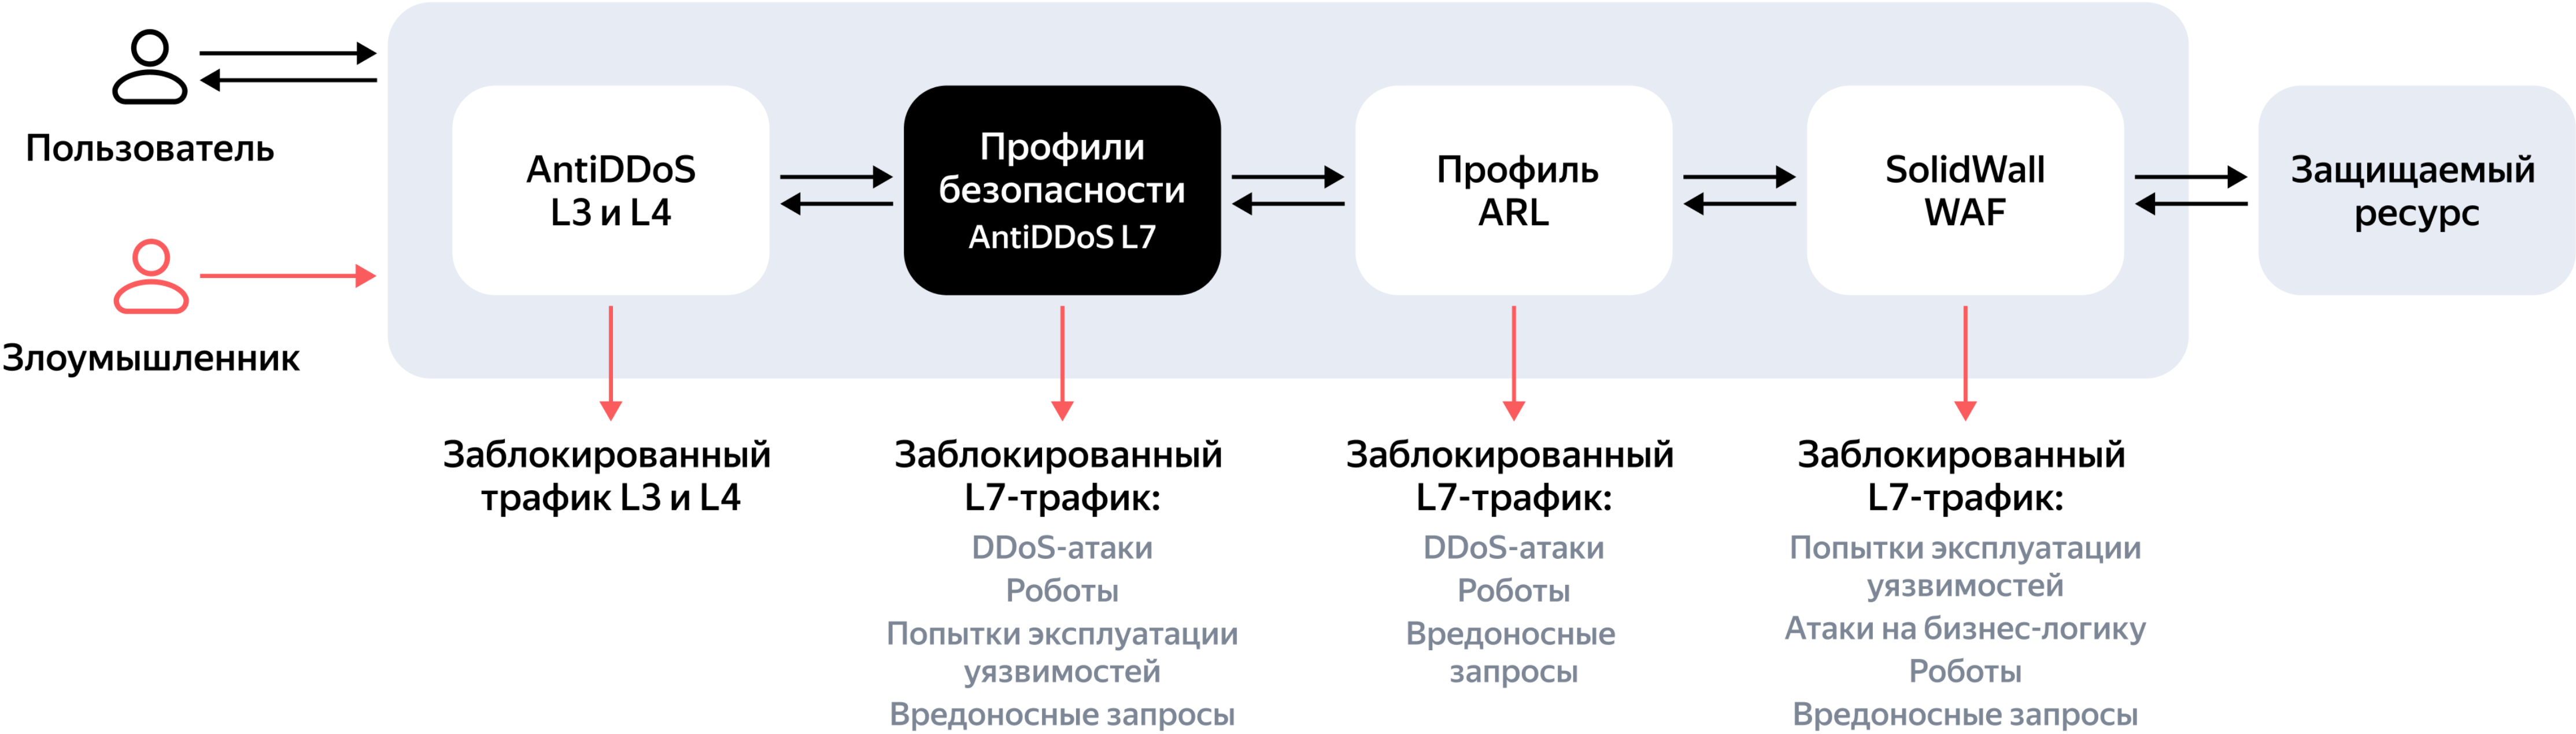 Пользователь
Злоумышленник
AntiDDoS
L3 и L4
Профили
безопасности
AntiDDoS L7
Профиль
ARL
SolidWall
WAF
Защищаемый
ресурс
Заблокированный
трафик L3 и L4
Заблокированный
L7-трафик:
DDoS-атаки
Роботы
Попытки эксплуатации
уязвимостей
Вредоносные запросы
Заблокированный
L7-трафик:
DDoS-атаки
Роботы
Вредоносные
запросы
Заблокированный
L7-трафик:
Попытки эксплуатации
уязвимостей
Атаки на бизнес-логику
Роботы
Вредоносные запросы